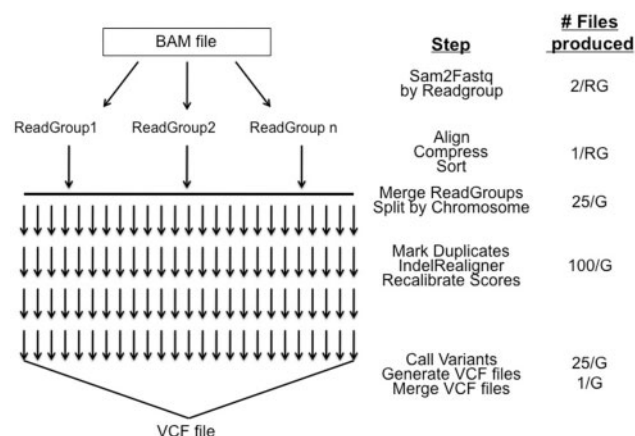 BAM file
ReadGroup1
ReadGroup2
ReadGroup n
VCF file
Step
# Files
produced
Sam2Fastq
by Readgroup
2/RG
Align
Compress
Sort
1/RG
Merge ReadGroups
Split by Chromosome
25/G
Mark Duplicates
IndelRealigner
Recalibrate Scores
100/G
Call Variants
Generate VCF files
Merge VCF files
25/G
1/G